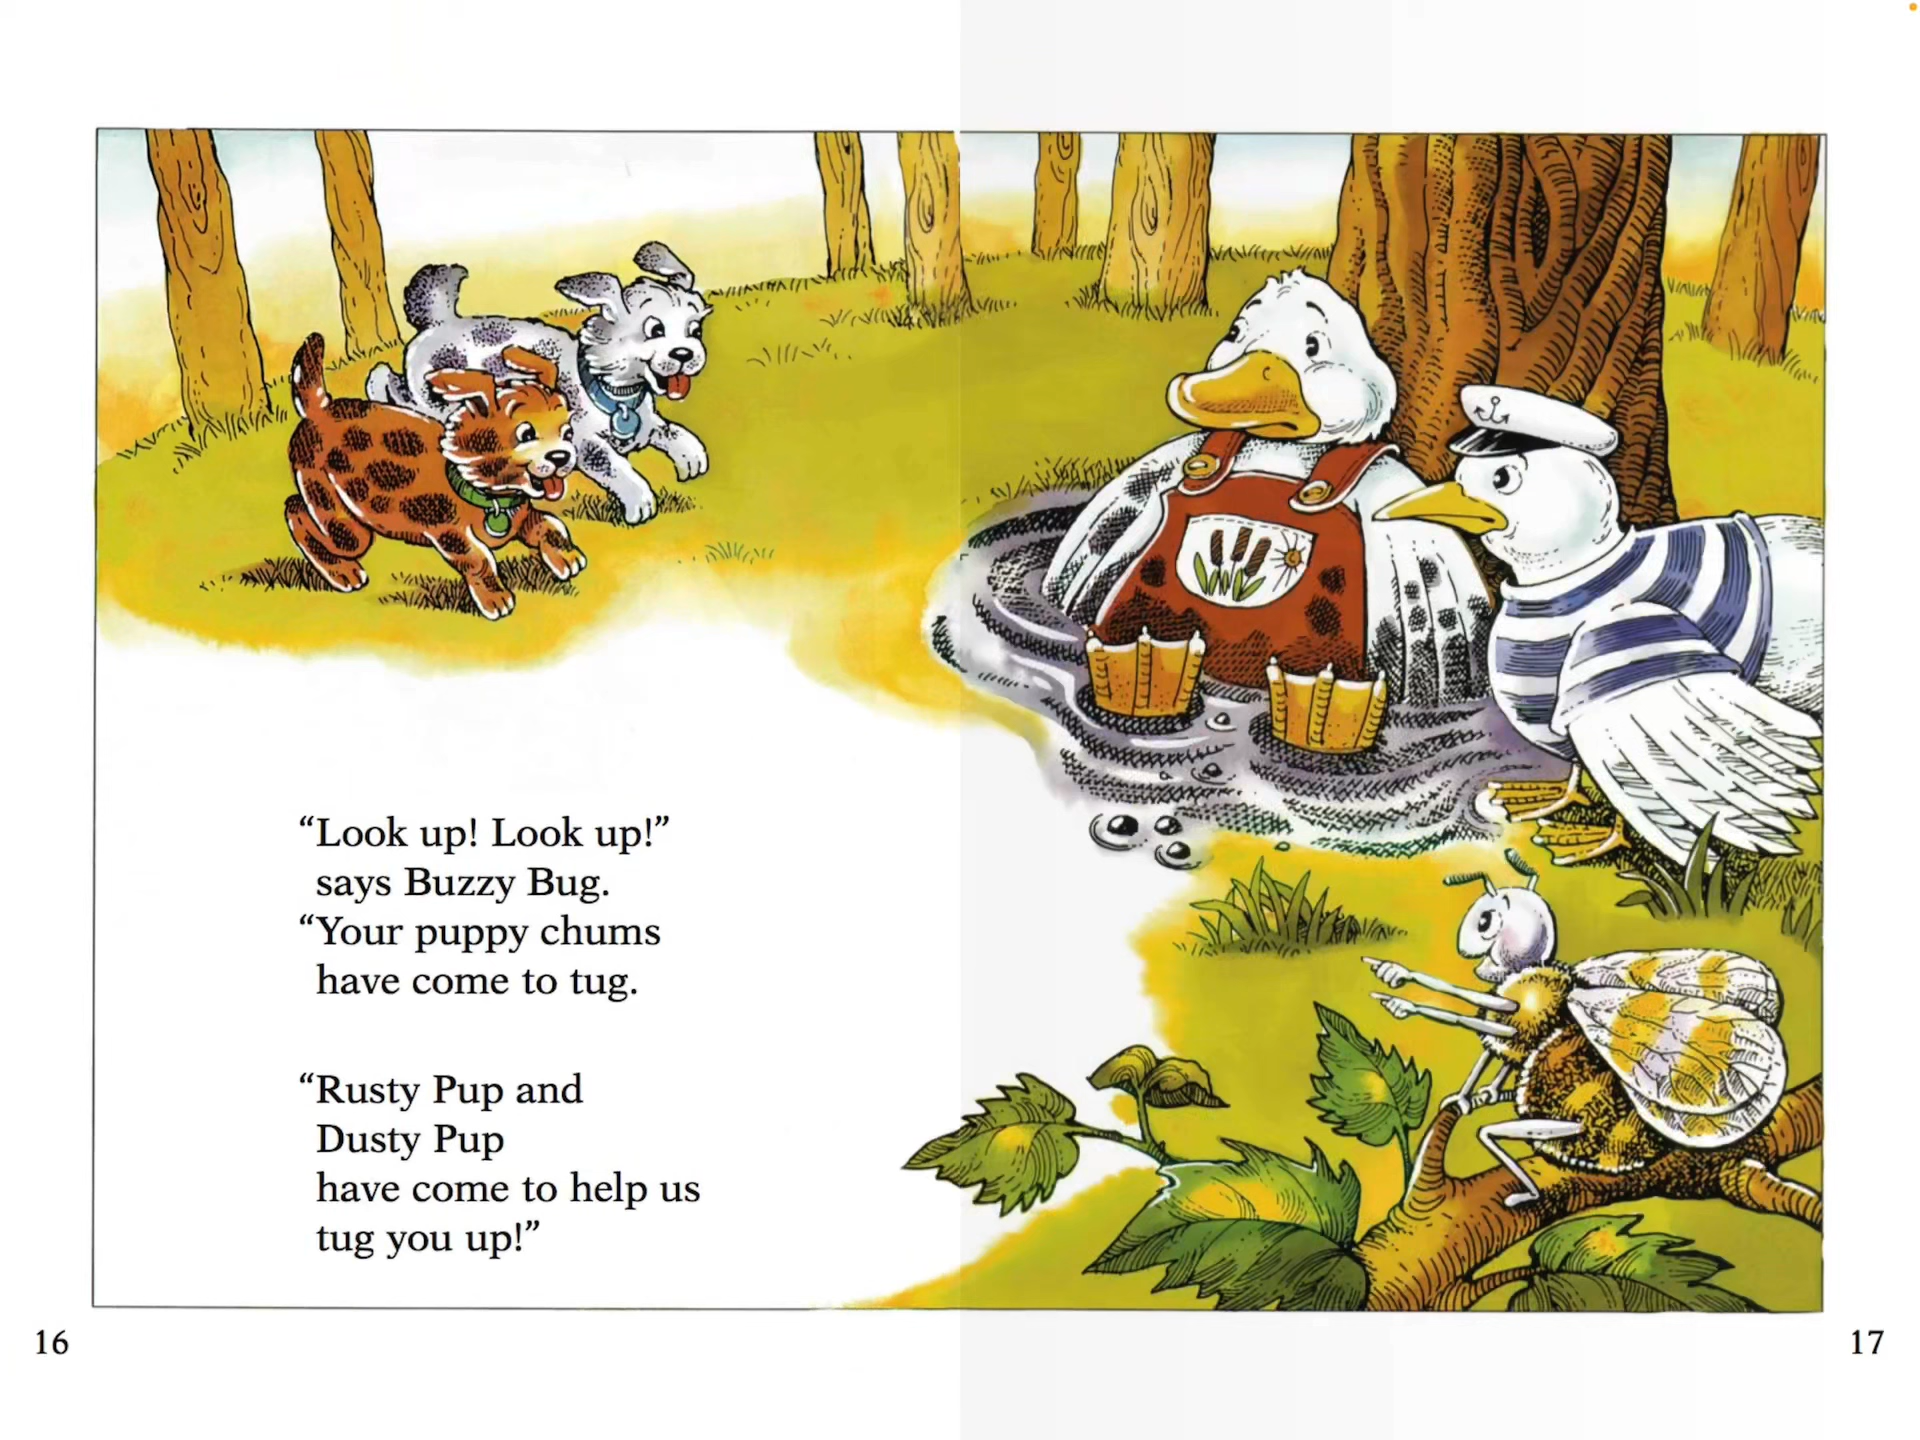 “Look up! Look up!”
says Buzzy Bug.
“Your puppy chums
have come to tug.
“Rusty Pup and
Dusty Pup
have come to help us
tug you up!”
16
17